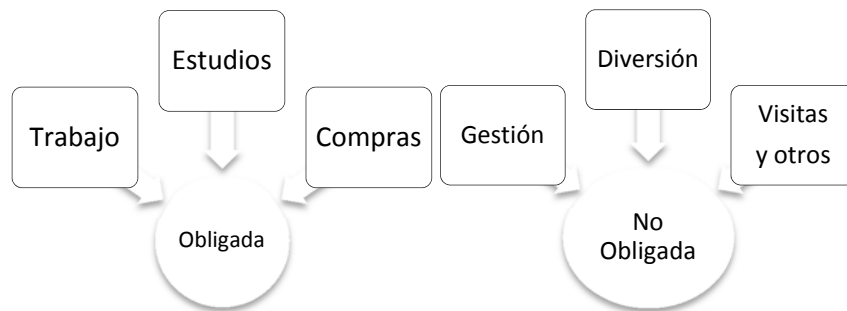 Estudios
Trabajo
Compras
Obligada
Diversión
Gestión
Visitas
y otros
No
Obligada